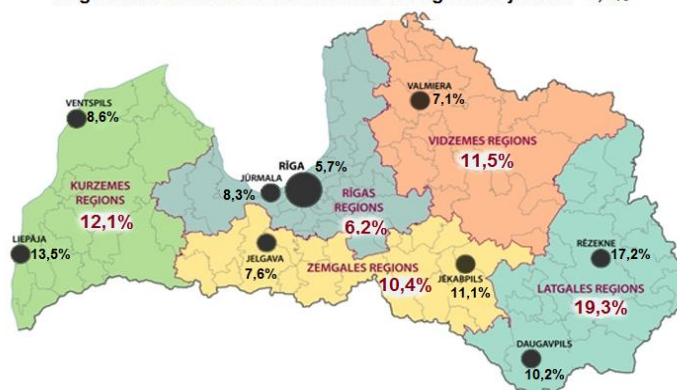 VENTSPILS
8,6%
VALMIERA
7,1%
VIDZEMES REĢIONS
11,5%
RĪGA
5,7%
JŪRMALA
8,3%
RĪGAS
REĢIONS
6.2%
KURZEMES
REĢIONS
12,1%
LIEPĀJA
13,5%
JELGAVA
7,6%
ZEMGALES REĢIONS
10,4%
JĒKABPILS
11,1%
RĒZEKNE
17,2%
LATGALES REĢIONS
19,3%
DAUGAVPILS
10,2%